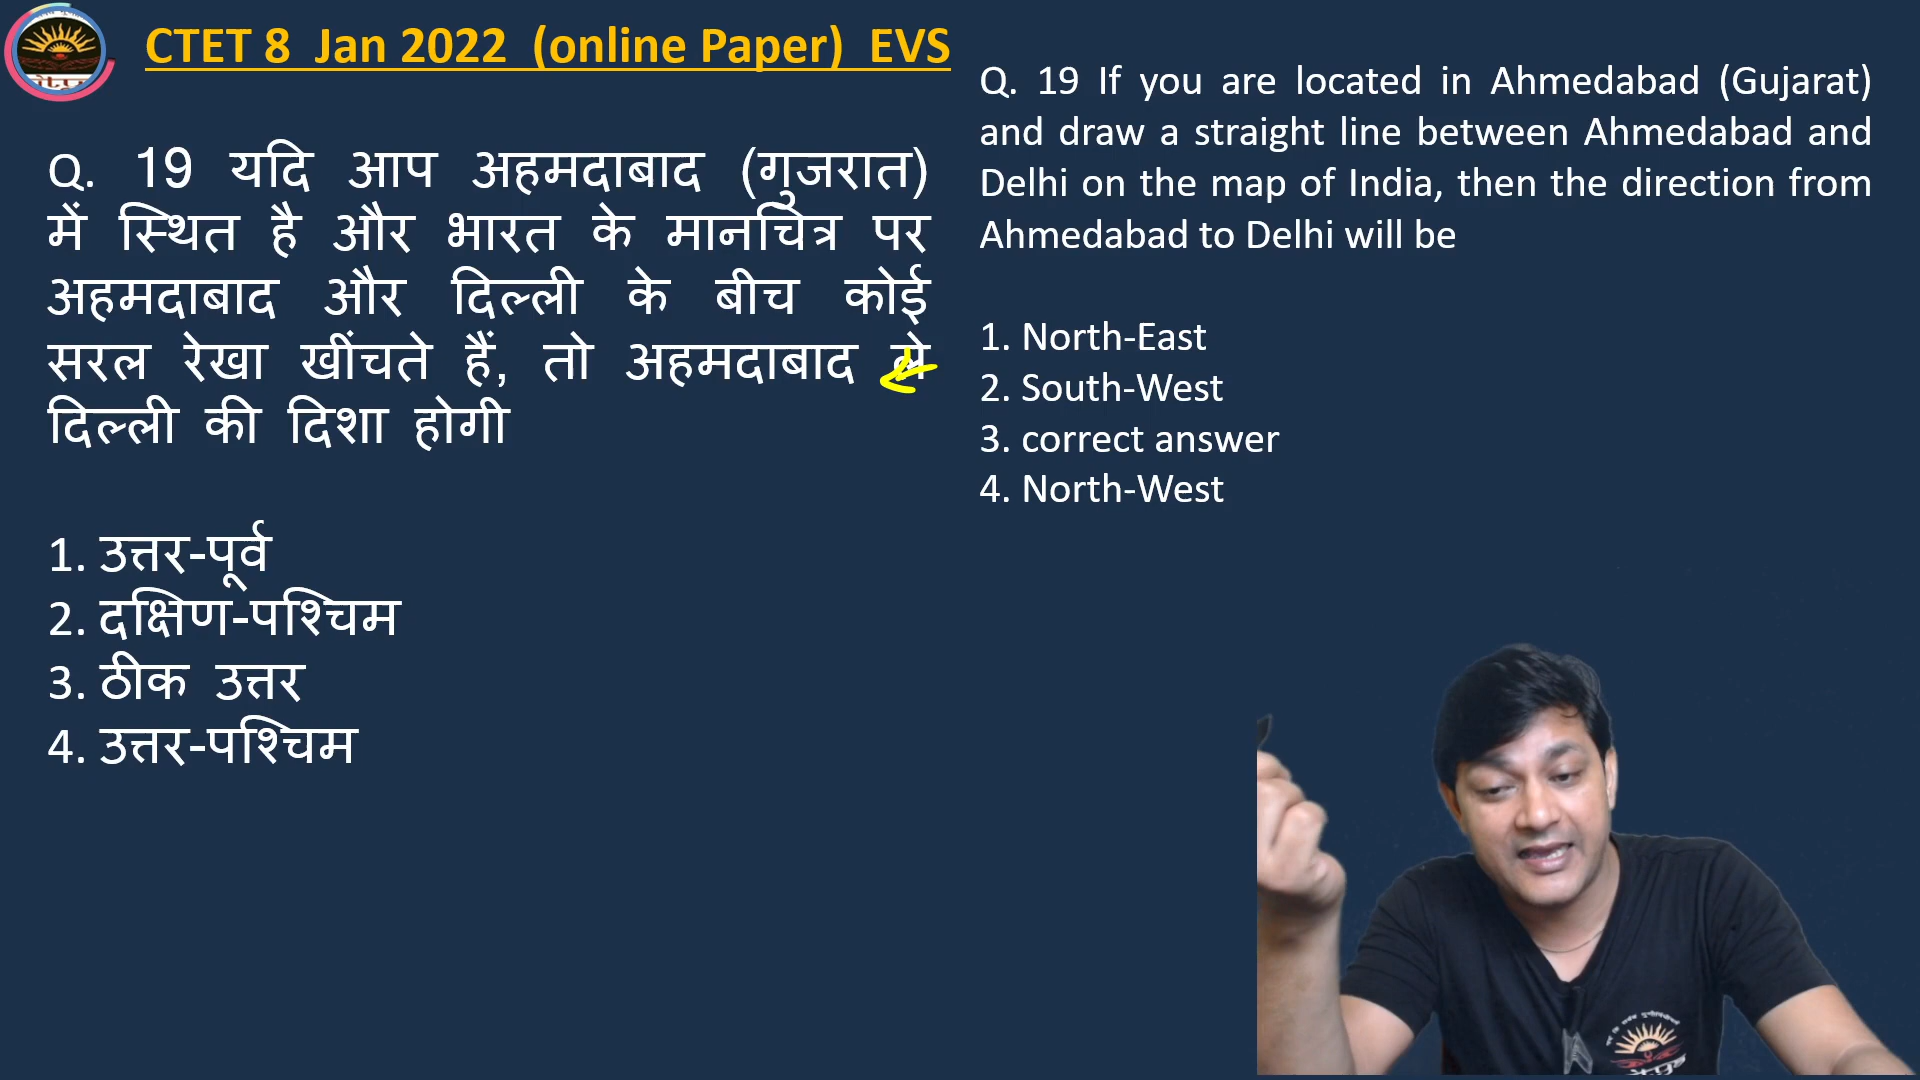 CTET 8 Jan 2022 (online Paper) EVS
Q. 19 यदि आप अहमदाबाद (गुजरात)
में स्थित है और भारत के मानचित्र पर
अहमदाबाद और दिल्ली के बीच कोई
सरल रेखा खींचते हैं, तो अहमदाबाद से
दिल्ली की दिशा होगी
1. उत्तर-पूर्व
2. दक्षिण-पश्चिम
3. ठीक उत्तर
4. उत्तर-पश्चिम
Q. 19 If you are located in Ahmedabad (Gujarat)
and draw a straight line between Ahmedabad and
Delhi on the map of India, then the direction from
Ahmedabad to Delhi will be
1. North-East
2. South-West
3. correct answer
4. North-West